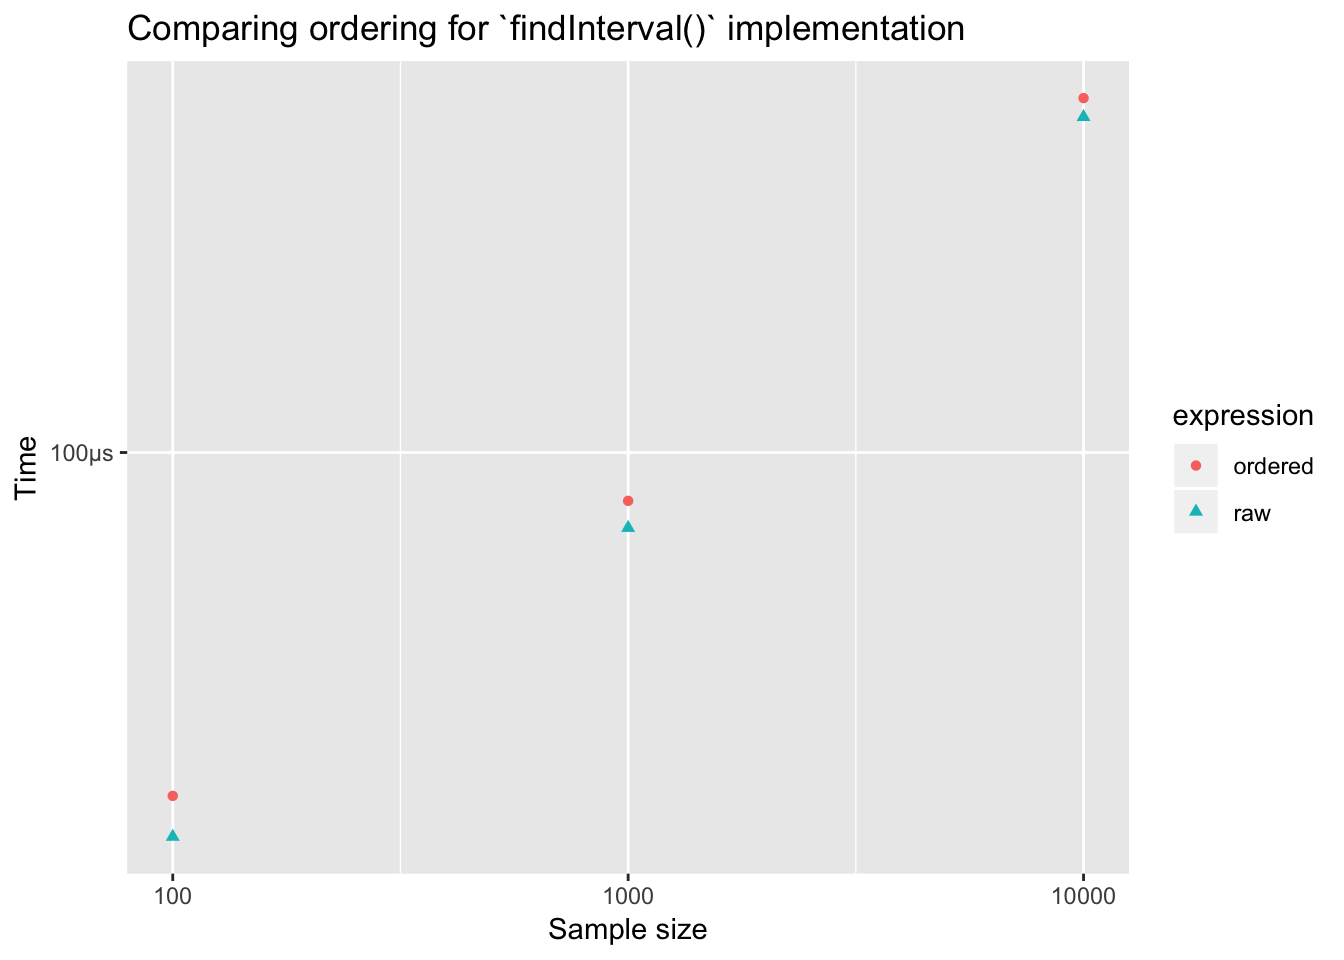 Comparing ordering for `findInterval()` implementation
Time
100µs
expression
ordered
raw
100
1000
10000
Sample size